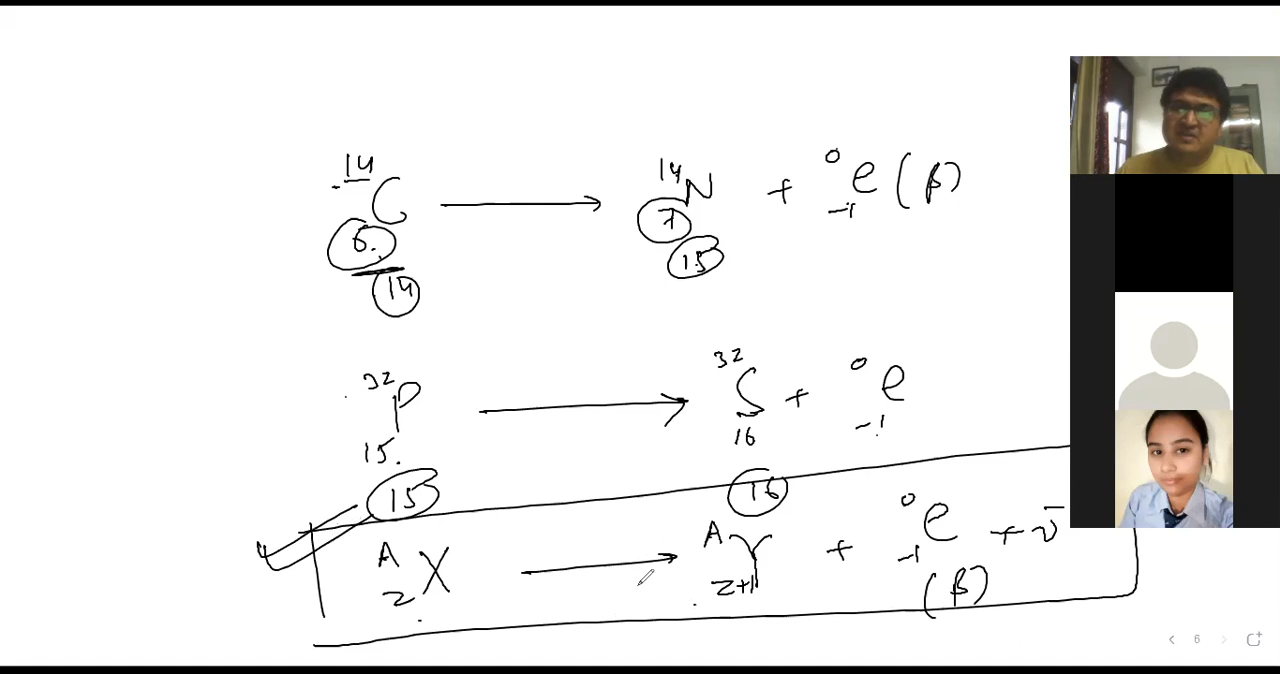 14 C → 14 N + 0 e (β)
6. 7 -1
14 15
32 P → 32 S + 0 e
15. 16 -1
15 16
A X → A Y + 0 e + ν̄
Z Z+1 -1 (β)
6